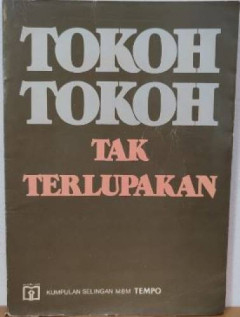 TOKOH
TOKOH
TAK
TERLUPAKAN
KUMPULAN SELINGAN MBM TEMPO